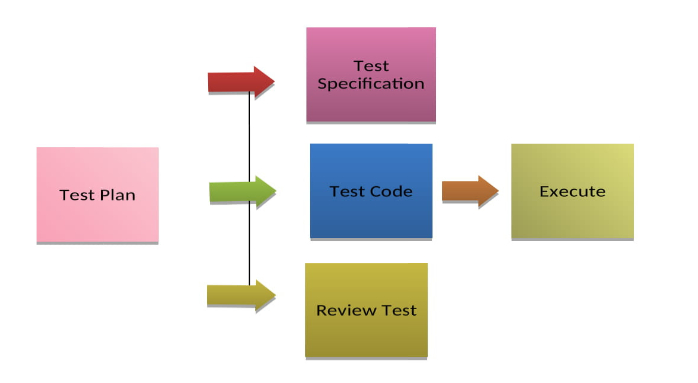 Test Plan
Test
Specification
Test Code
Review Test
Execute